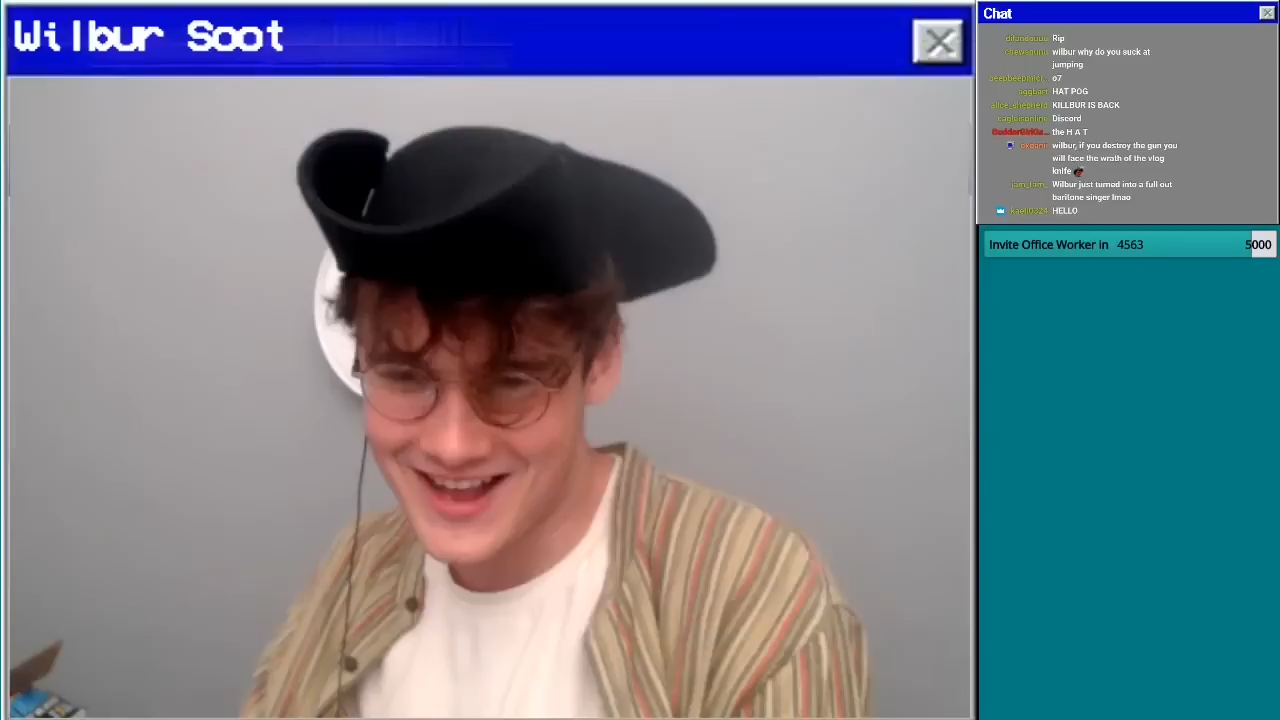 Wilbur Soot
Chat
Rip
wilbur why do you suck at
jumping
o7
HAT POG
alice_shepherd KILLBUR IS BACK
Discord
the H A T
wilbur, if you destroy the gun you
will face the wrath of the vlog
knife
Wilbur just turned into a full out
baritone singer lmao
HELLO
Invite Office Worker in 4563 5000